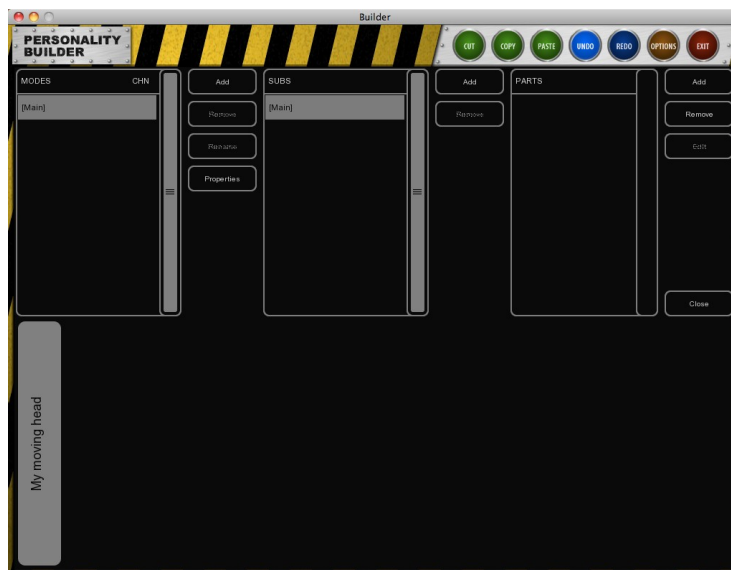 Builder
PERSONALITY
BUILDER
CUT
COPY
PASTE
UNDO
REDO
OPTIONS
EXIT
MODES CHN
Add
SUBS
Add
PARTS
Add
[Main]
Remove
[Main]
Remove
Remove
Rename
Edit
Properties
Close
My moving head